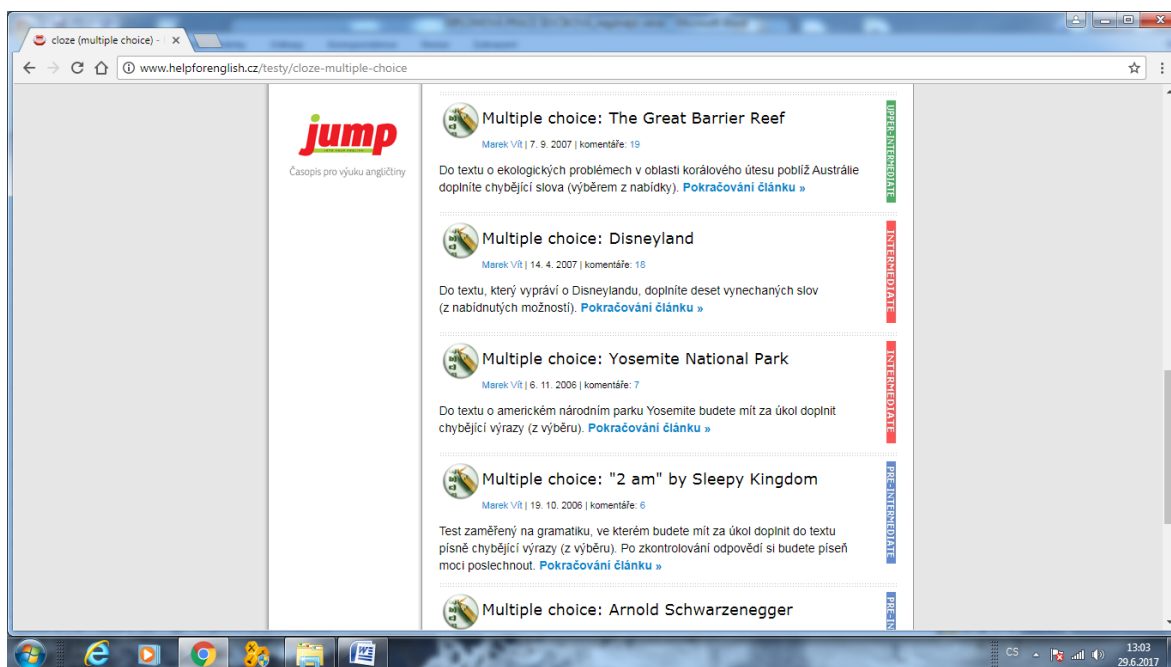 cloze (multiple choice) -
www.helpforenglish.cz/testy/cloze-multiple-choice
jump
Časopis pro výuku angličtiny
Multiple choice: The Great Barrier Reef
Marek Vít | 7. 9. 2007 | komentáře: 19
Do textu o ekologických problémech v oblasti korálového útesu poblíž Austrálie
doplníte chybějící slova (výběrem z nabídky). Pokračování článku »
UPPER-INTERMEDIATE
Multiple choice: Disneyland
Marek Vít | 14. 4. 2007 | komentáře: 18
Do textu, který vypráví o Disneylandu, doplníte deset vynechaných slov
(z nabídnutých možností). Pokračování článku »
INTERMEDIATE
Multiple choice: Yosemite National Park
Marek Vít | 6. 11. 2006 | komentáře: 7
Do textu o americkém národním parku Yosemite budete mít za úkol doplnit
chybějící výrazy (z výběru). Pokračování článku »
INTERMEDIATE
Multiple choice: "2 am" by Sleepy Kingdom
Marek Vít | 19. 10. 2006 | komentáře: 6
Test zaměřený na gramatiku, ve kterém budete mít za úkol doplnit do textu
písně chybějící výrazy (z výběru). Po zkontrolování odpovědí si budete píseň
moci poslechnout. Pokračování článku »
PRE-INTERMEDIATE
Multiple choice: Arnold Schwarzenegger
PRE-IN
CS
13:03
29.6.2017